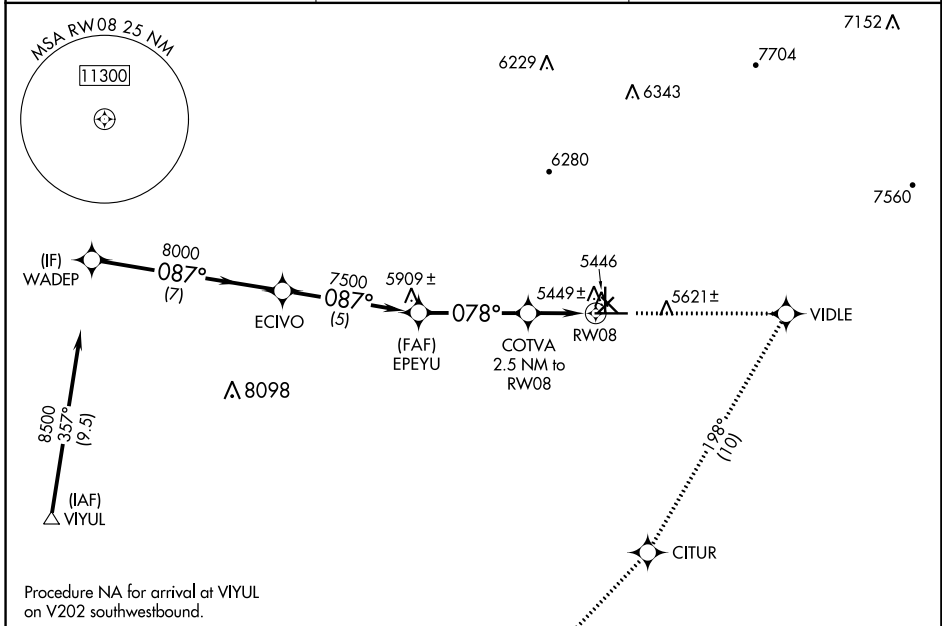 MSA RW08 25 NM
11300
7152
7704
6229
6343
6280
7560
(IF)
WADEP
8000
087°
(7)
ECIVO
7500
087°
(5)
5909 ±
(FAF)
EPEYU
078°
COTVA
2.5 NM to
RW08
5446
5449±
RW08
5621±
VIDLE
8098
8500
357°
(9.5)
(IAF)
VIYUL
198°
(10)
CITUR
Procedure NA for arrival at VIYUL
on V202 southwestbound.